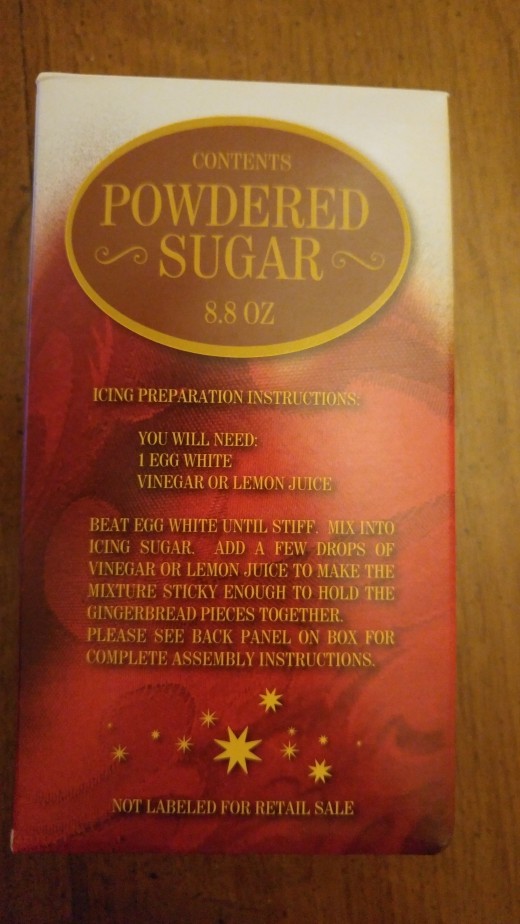 CONTENTS
POWDERED
SUGAR
8.8 OZ
ICING PREPARATION INSTRUCTIONS:
YOU WILL NEED:
1 EGG WHITE
VINEGAR OR LEMON JUICE
BEAT EGG WHITE UNTIL STIFF. MIX INTO
ICING SUGAR. ADD A FEW DROPS OF
VINEGAR OR LEMON JUICE TO MAKE THE
MIXTURE STICKY ENOUGH TO HOLD THE
GINGERBREAD PIECES TOGETHER.
PLEASE SEE BACK PANEL ON BOX FOR
COMPLETE ASSEMBLY INSTRUCTIONS.
NOT LABELED FOR RETAIL SALE